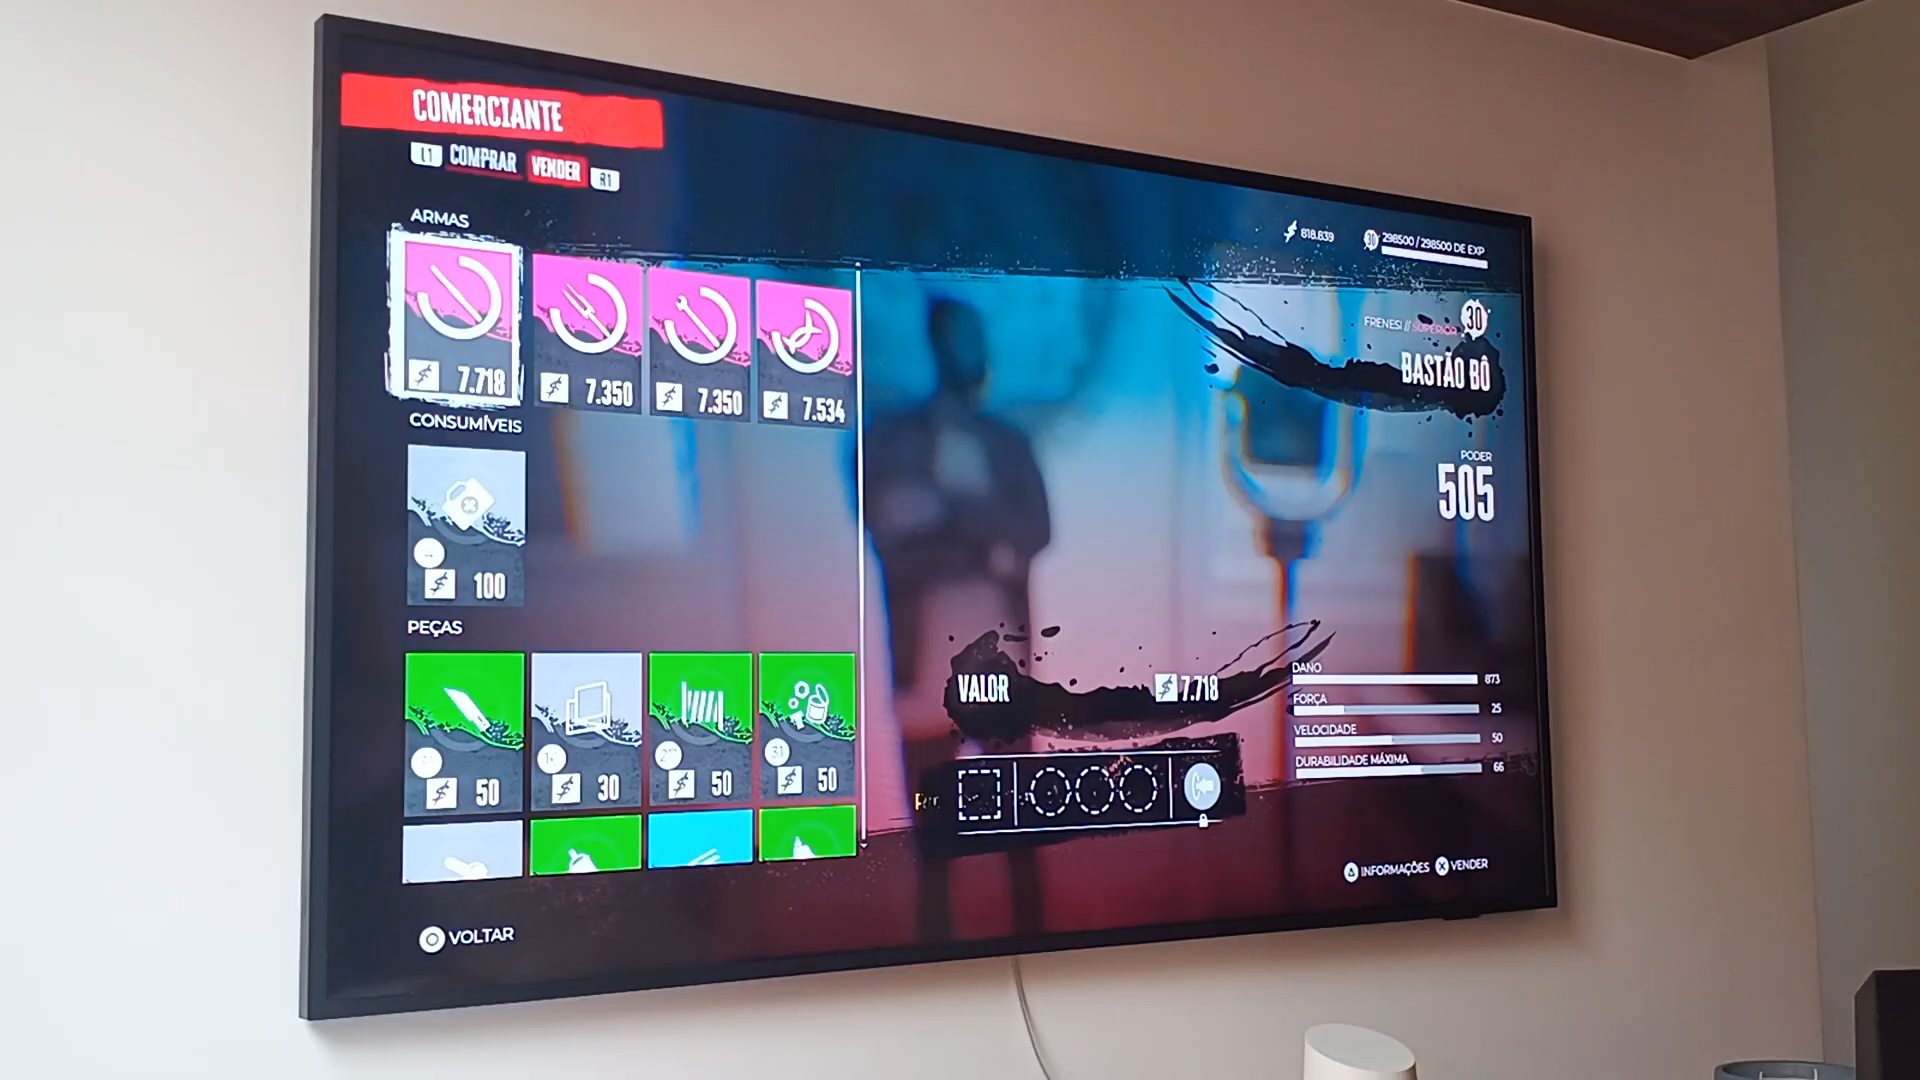 COMERCIANTE
L1 COMPRAR VENDER R1
818.839
30 298500 / 298500 DE EXP
ARMAS
7.718
7.350
7.350
7.534
FRENESI // SUPERIOR 30
BASTÃO BÔ
PODER
505
CONSUMÍVEIS
100
PEÇAS
50
30
50
50
VALOR 7.718
DANO 873
FORÇA 25
VELOCIDADE 50
DURABILIDADE MÁXIMA 66
INFORMAÇÕES VENDER
VOLTAR